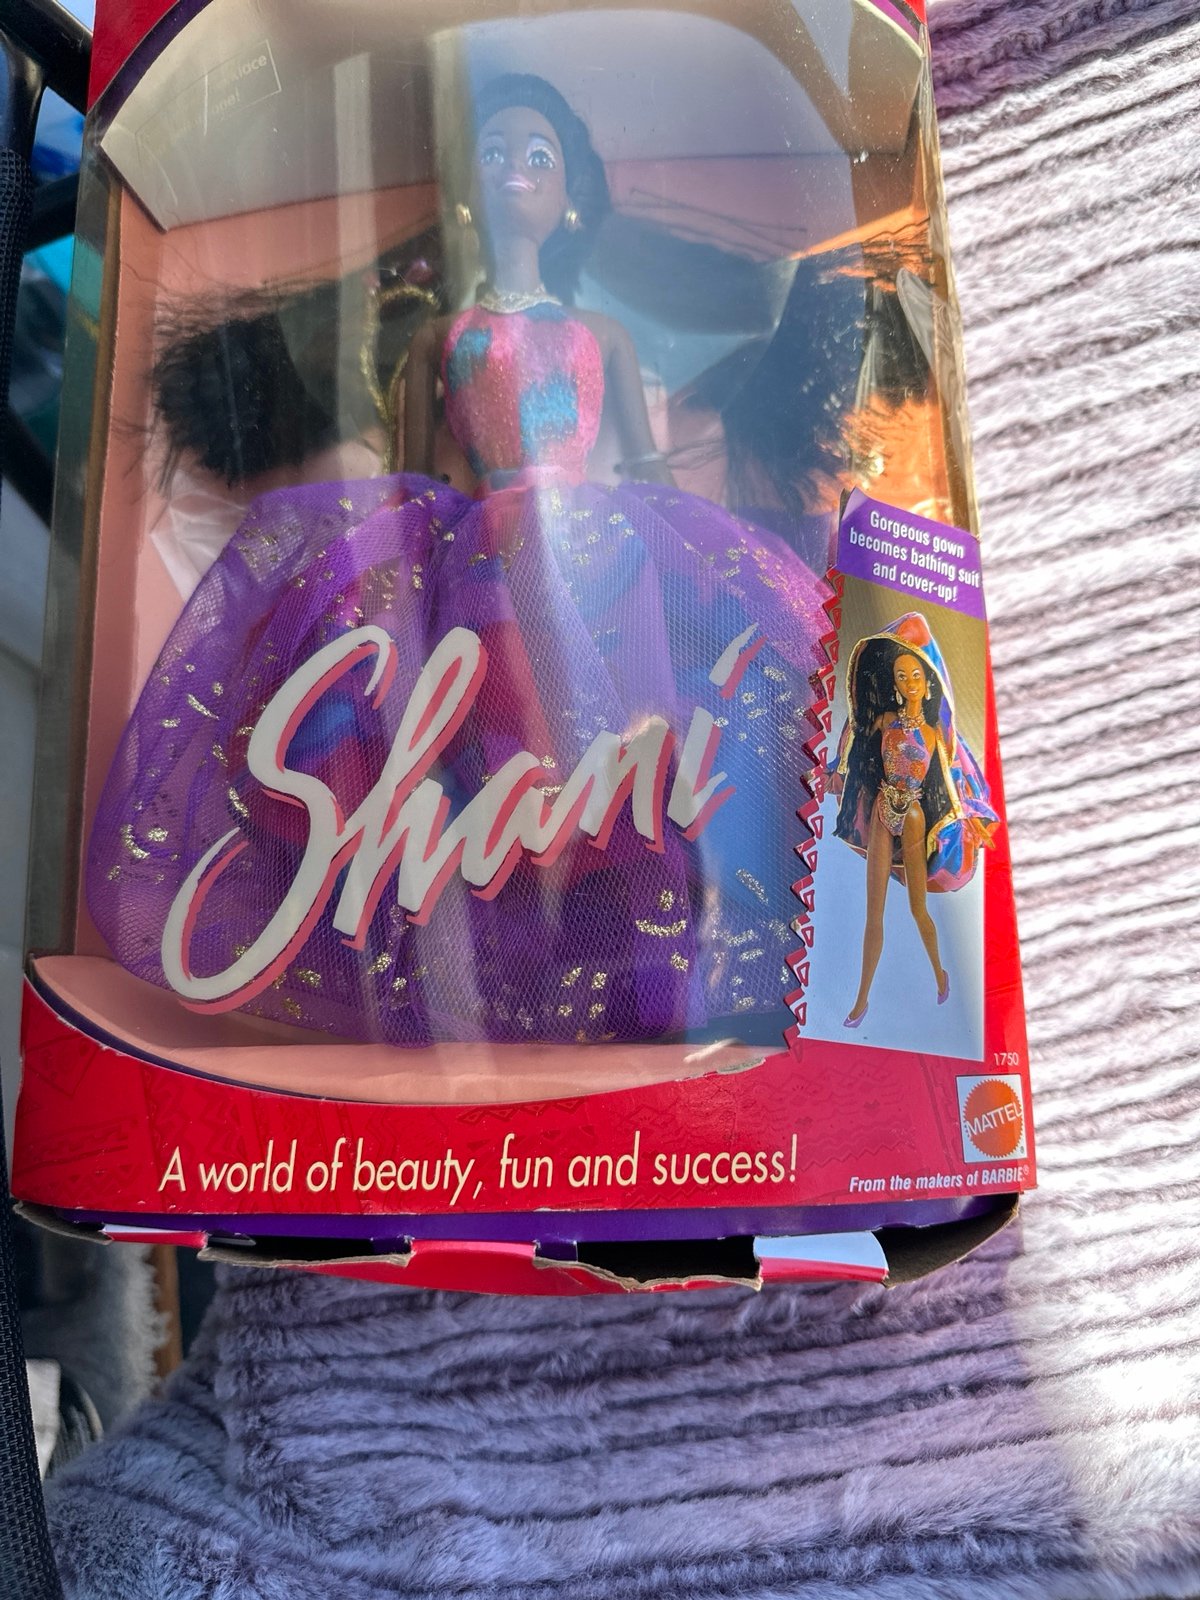 one!
Gorgeous gown
becomes bathing suit
and cover-up!
Shani
1750
MATTEL
A world of beauty, fun and success!
From the makers of BARBIE®